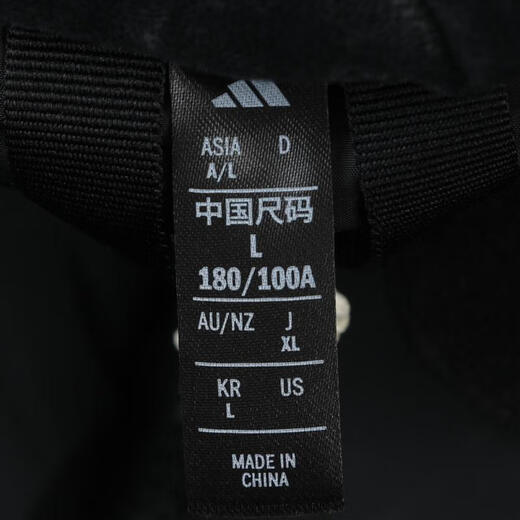 ASIA D
A/L
中国尺码
L
180/100A
AU/NZ J
XL
KR US
L
MADE IN
CHINA